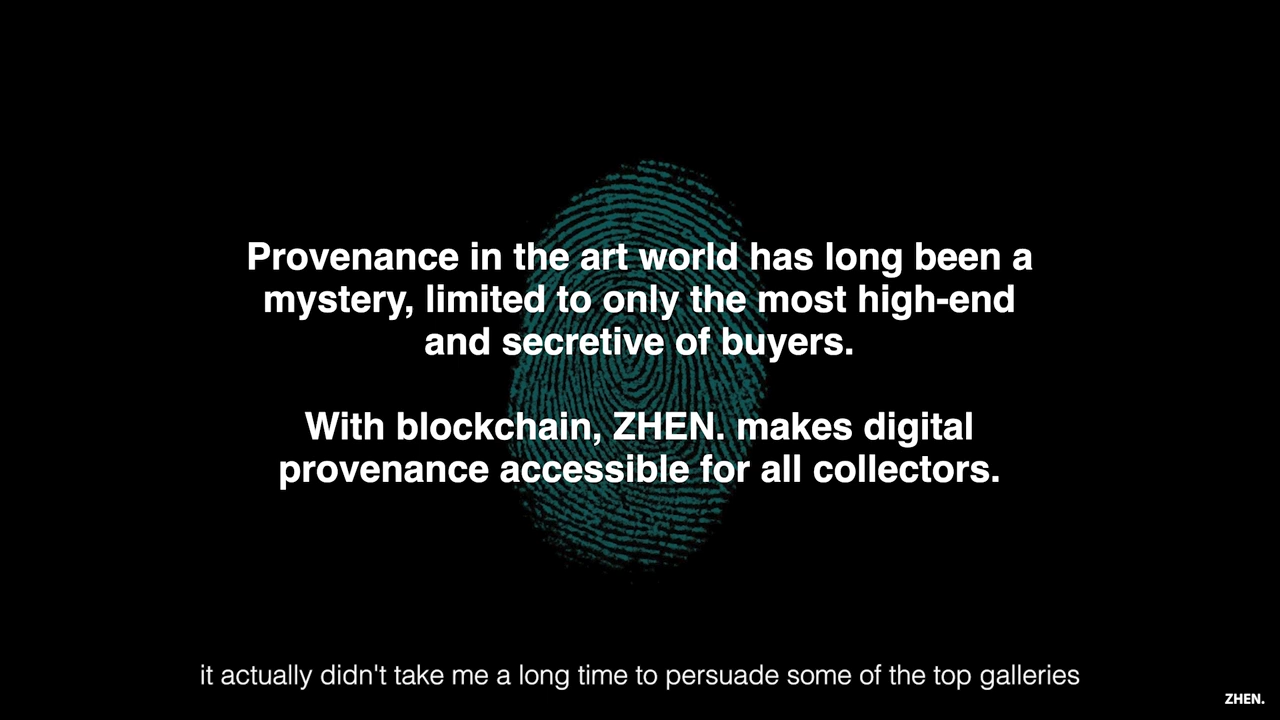 Provenance in the art world has long been a
mystery, limited to only the most high-end
and secretive of buyers.
With blockchain, ZHEN. makes digital
provenance accessible for all collectors.
it actually didn't take me a long time to persuade some of the top galleries
ZHEN.